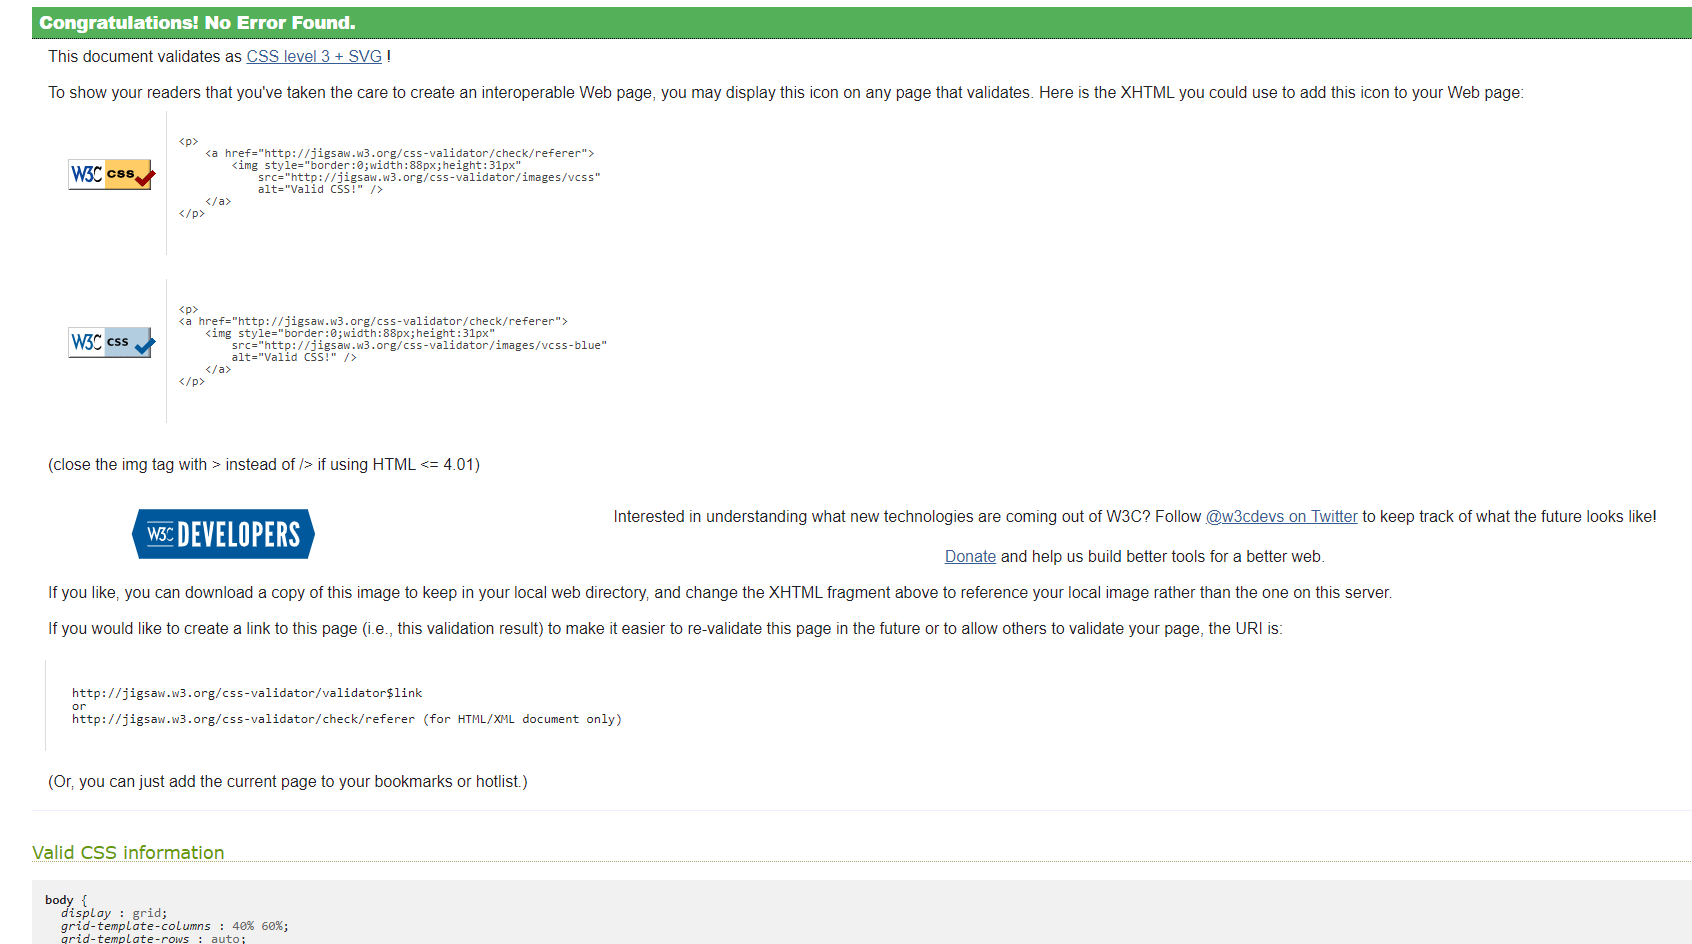 Congratulations! No Error Found.
This document validates as CSS level 3 + SVG !
To show your readers that you've taken the care to create an interoperable Web page, you may display this icon on any page that validates. Here is the XHTML you could use to add this icon to your Web page:
W3C css
<p>
<a href="http://jigsaw.w3.org/css-validator/check/referer">
<img style="border:0;width:88px;height:31px"
src="http://jigsaw.w3.org/css-validator/images/vcss"
alt="Valid CSS!" />
</a>
</p>
W3C css
<p>
<a href="http://jigsaw.w3.org/css-validator/check/referer">
<img style="border:0;width:88px;height:31px"
src="http://jigsaw.w3.org/css-validator/images/vcss-blue"
alt="Valid CSS!" />
</a>
</p>
(close the img tag with > instead of /> if using HTML <= 4.01)
W3C DEVELOPERS
Interested in understanding what new technologies are coming out of W3C? Follow @w3cdevs on Twitter to keep track of what the future looks like!
Donate and help us build better tools for a better web.
If you like, you can download a copy of this image to keep in your local web directory, and change the XHTML fragment above to reference your local image rather than the one on this server.
If you would like to create a link to this page (i.e., this validation result) to make it easier to re-validate this page in the future or to allow others to validate your page, the URI is:
http://jigsaw.w3.org/css-validator/validator$link
or
http://jigsaw.w3.org/css-validator/check/referer (for HTML/XML document only)
(Or, you can just add the current page to your bookmarks or hotlist.)
Valid CSS information
body {
display : grid;
grid-template-columns : 40% 60%;
grid-template-rows : auto;